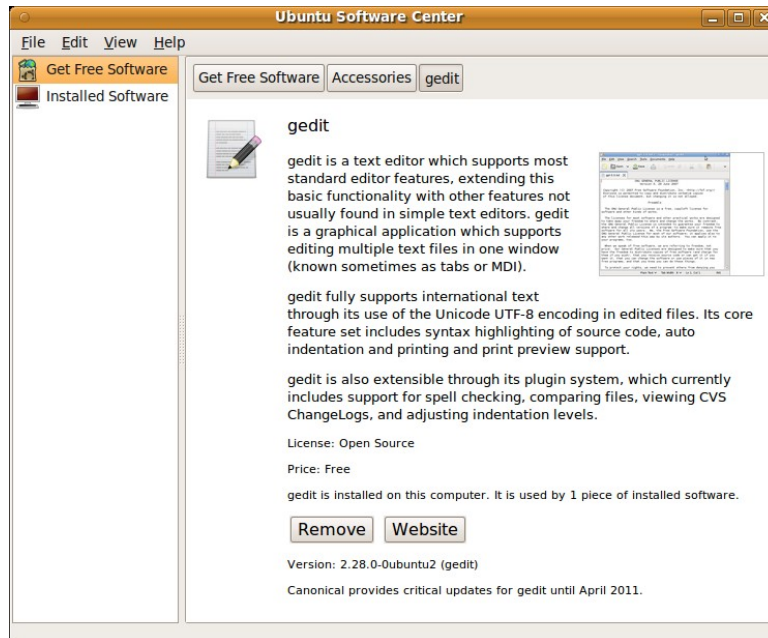 Ubuntu Software Center
File Edit View Help
Get Free Software
Installed Software
Get Free Software Accessories gedit
gedit
gedit is a text editor which supports most
standard editor features, extending this
basic functionality with other features not
usually found in simple text editors. gedit
is a graphical application which supports
editing multiple text files in one window
(known sometimes as tabs or MDI).
gedit fully supports international text
through its use of the Unicode UTF-8 encoding in edited files. Its core
feature set includes syntax highlighting of source code, auto
indentation and printing and print preview support.
gedit is also extensible through its plugin system, which currently
includes support for spell checking, comparing files, viewing CVS
ChangeLogs, and adjusting indentation levels.
License: Open Source
Price: Free
gedit is installed on this computer. It is used by 1 piece of installed software.
Remove Website
Version: 2.28.0-0ubuntu2 (gedit)
Canonical provides critical updates for gedit until April 2011.